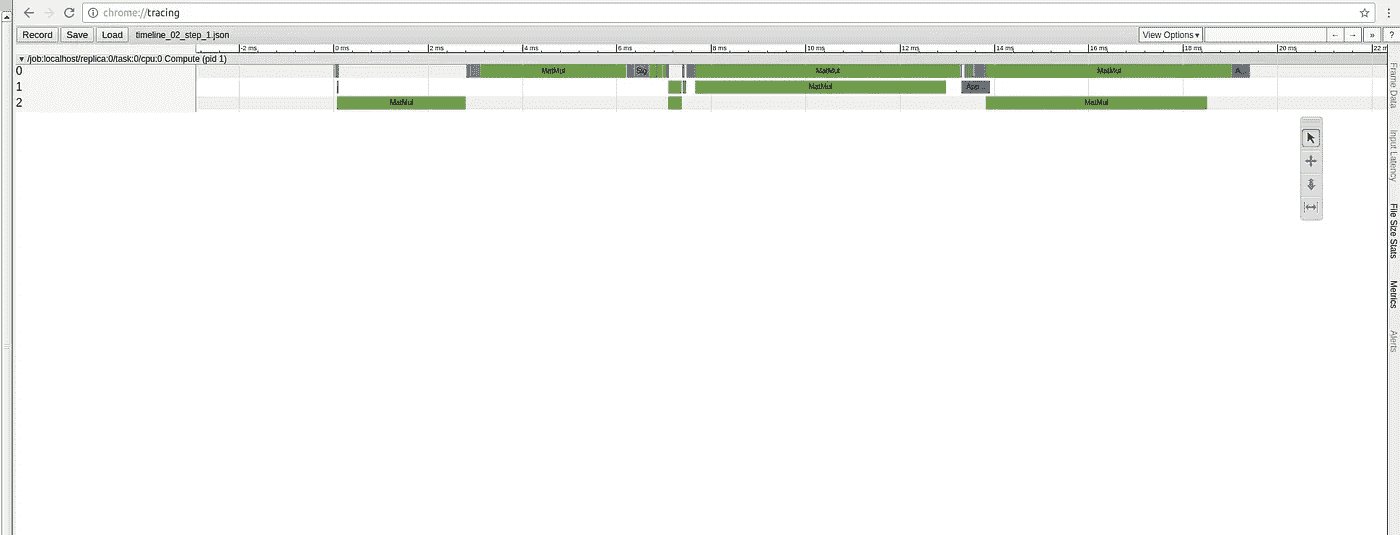 chrome://tracing
Record Save Load timeline_02_step_1.json View Options▾ ← → » ?
-2 ms 0 ms 2 ms 4 ms 6 ms 8 ms 10 ms 12 ms 14 ms 16 ms 18 ms 20 ms 22 ms
▼ /job:localhost/replica:0/task:0/cpu:0 Compute (pid 1)
0 MatMul Sig MatMul MatMul A...
1 MatMul App...
2 MatMul MatMul
Frame Data
Input Latency
File Size Stats
Metrics
Alerts